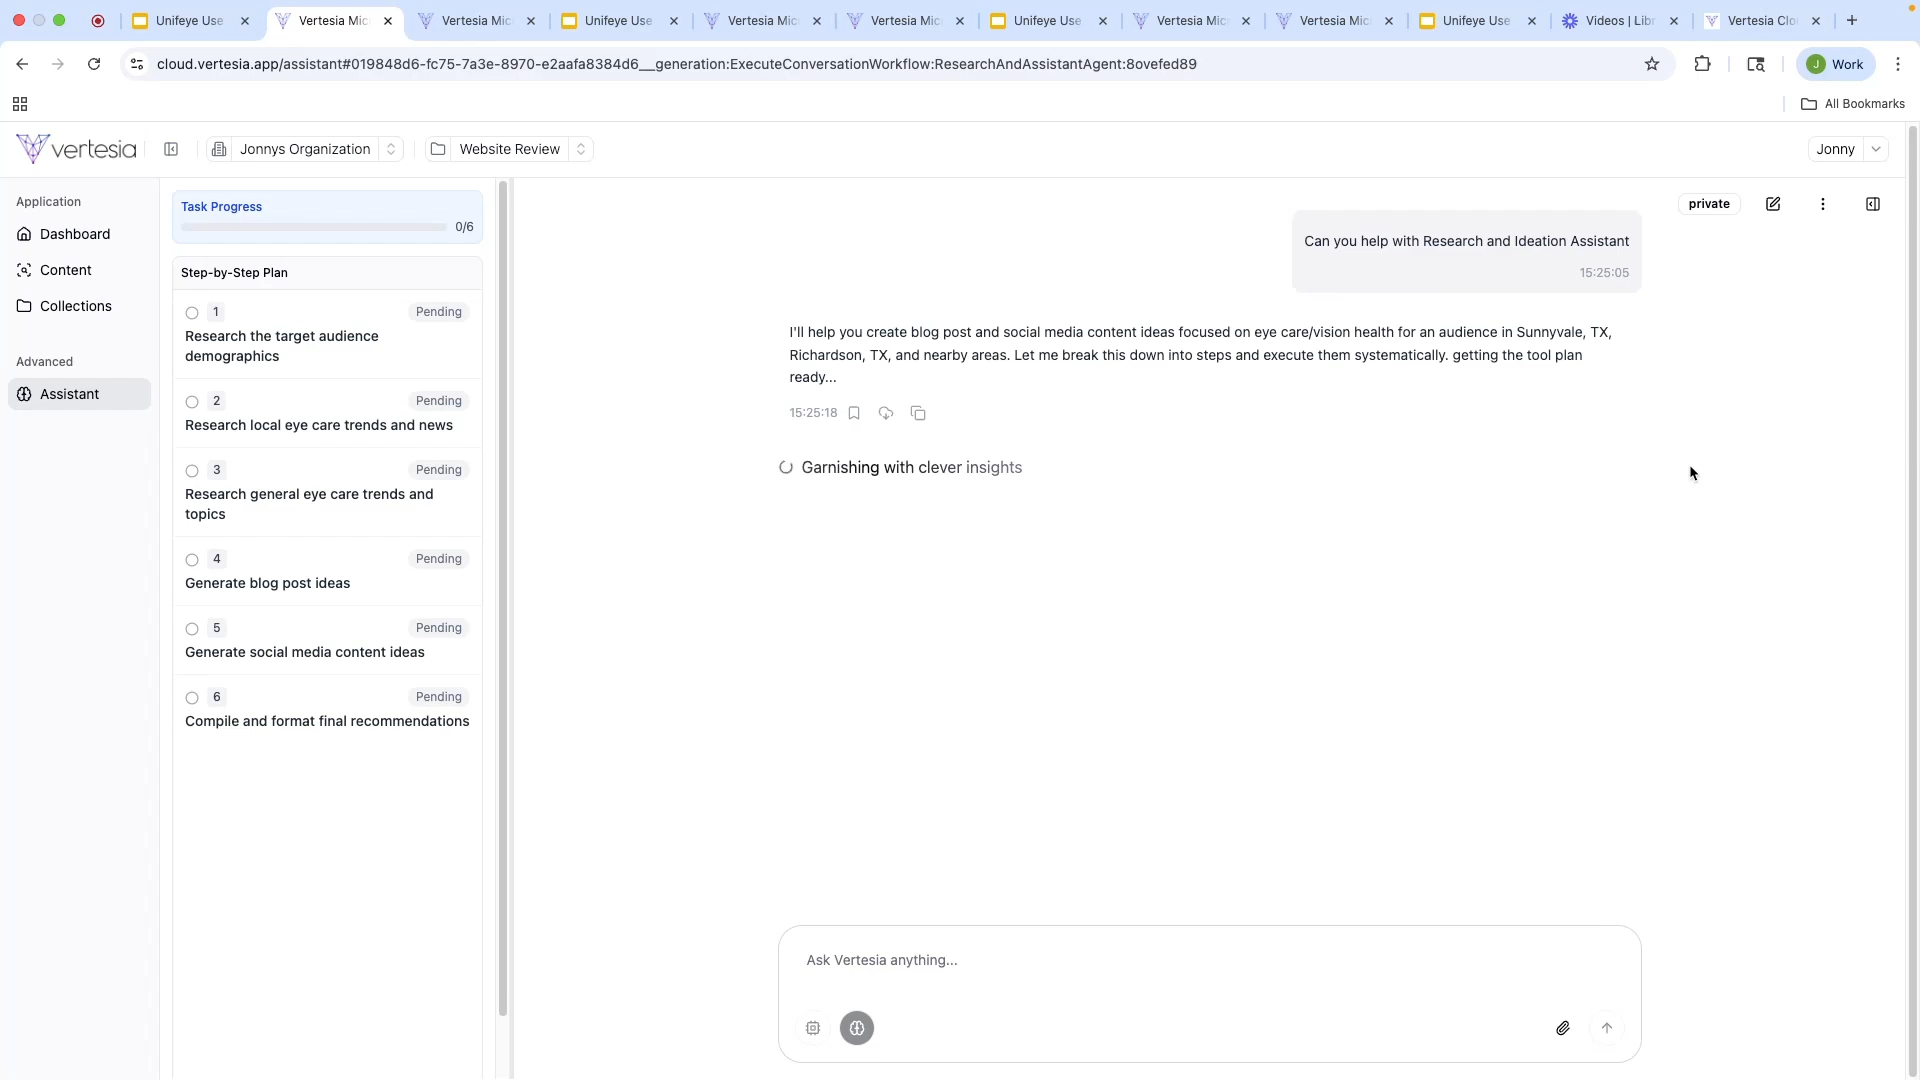 Unifeye Use
Vertesia Mic
Vertesia Mic
Unifeye Use
Vertesia Mic
Vertesia Mic
Unifeye Use
Vertesia Mic
Vertesia Mic
Unifeye Use
Videos | Libr
Vertesia Clo
cloud.vertesia.app/assistant#019848d6-fc75-7a3e-8970-e2aafa8384d6__generation:ExecuteConversationWorkflow:ResearchAndAssistantAgent:8ovefed89
J
Work
All Bookmarks
vertesia
Jonnys Organization
Website Review
Jonny
Application
Dashboard
Content
Collections
Advanced
Assistant
Task Progress
0/6
Step-by-Step Plan
1
Pending
Research the target audience
demographics
2
Pending
Research local eye care trends and news
3
Pending
Research general eye care trends and
topics
4
Pending
Generate blog post ideas
5
Pending
Generate social media content ideas
6
Pending
Compile and format final recommendations
private
Can you help with Research and Ideation Assistant
15:25:05
I'll help you create blog post and social media content ideas focused on eye care/vision health for an audience in Sunnyvale, TX,
Richardson, TX, and nearby areas. Let me break this down into steps and execute them systematically. getting the tool plan
ready...
15:25:18
Garnishing with clever insights
Ask Vertesia anything...